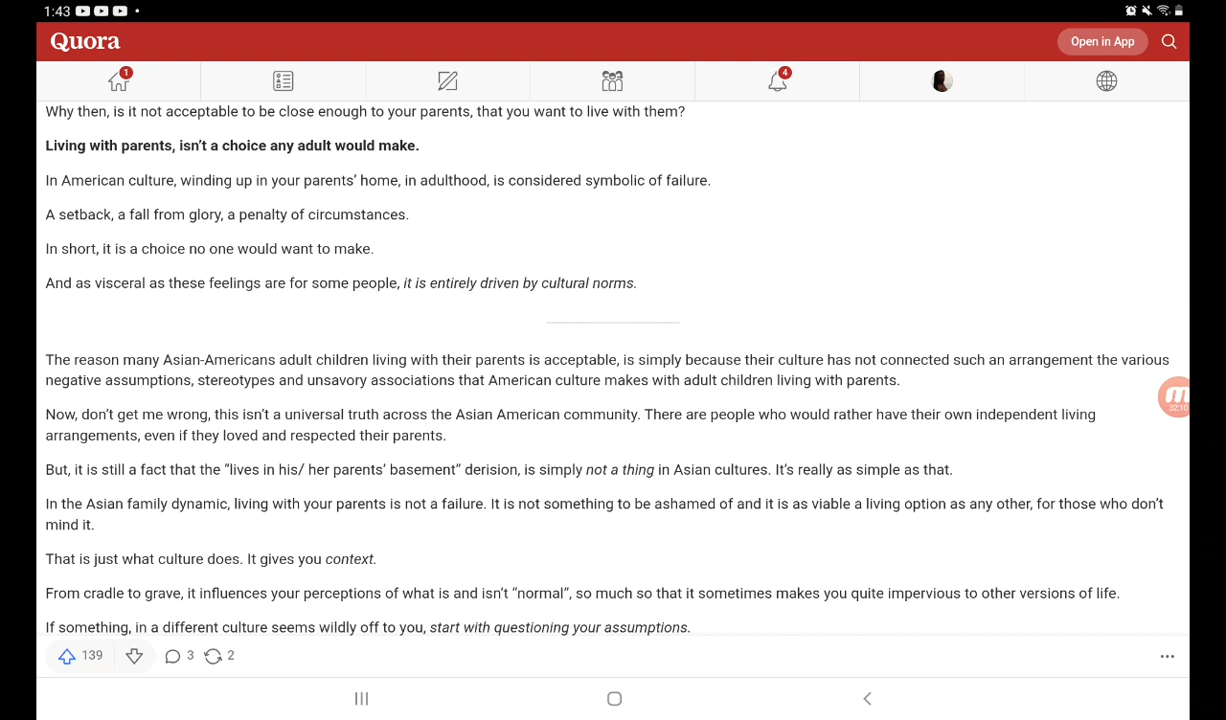 1:43
Quora
Open in App
1
4
Why then, is it not acceptable to be close enough to your parents, that you want to live with them?
Living with parents, isn’t a choice any adult would make.
In American culture, winding up in your parents’ home, in adulthood, is considered symbolic of failure.
A setback, a fall from glory, a penalty of circumstances.
In short, it is a choice no one would want to make.
And as visceral as these feelings are for some people, it is entirely driven by cultural norms.
The reason many Asian-Americans adult children living with their parents is acceptable, is simply because their culture has not connected such an arrangement the various
negative assumptions, stereotypes and unsavory associations that American culture makes with adult children living with parents.
Now, don’t get me wrong, this isn’t a universal truth across the Asian American community. There are people who would rather have their own independent living
arrangements, even if they loved and respected their parents.
But, it is still a fact that the “lives in his/ her parents’ basement” derision, is simply not a thing in Asian cultures. It’s really as simple as that.
In the Asian family dynamic, living with your parents is not a failure. It is not something to be ashamed of and it is as viable a living option as any other, for those who don’t
mind it.
That is just what culture does. It gives you context.
From cradle to grave, it influences your perceptions of what is and isn’t “normal”, so much so that it sometimes makes you quite impervious to other versions of life.
If something, in a different culture seems wildly off to you, start with questioning your assumptions.
32:10
139
3
2